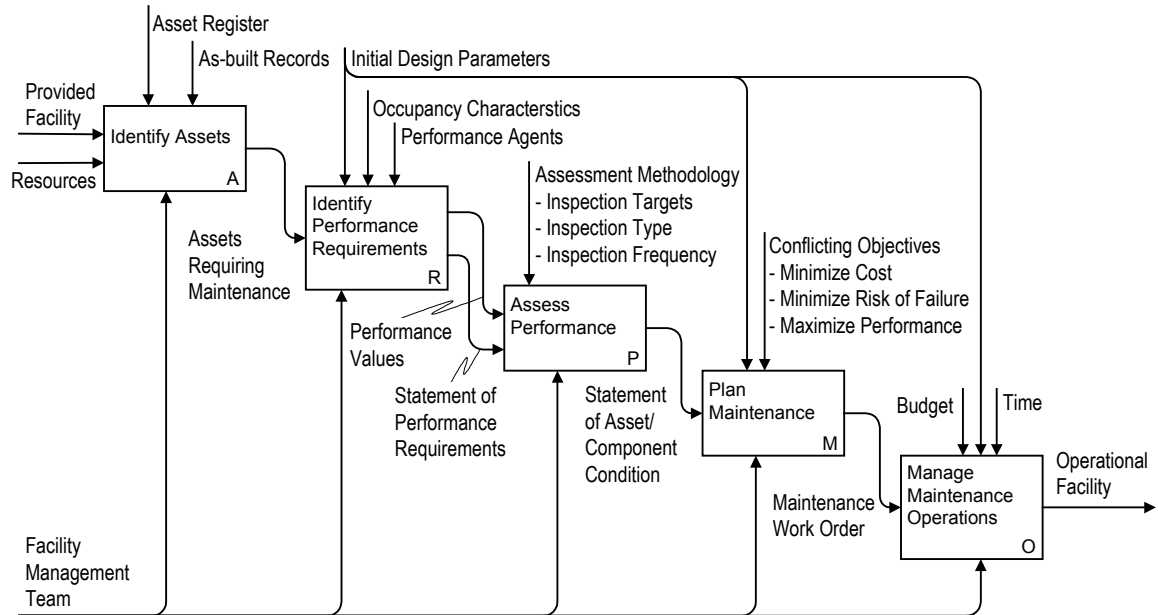 Asset Register
As-built Records
Initial Design Parameters
Provided
Facility
Resources
Identify Assets
A
Occupancy Characterstics
Performance Agents
Assets
Requiring
Maintenance
Identify
Performance
Requirements
R
Assessment Methodology
- Inspection Targets
- Inspection Type
- Inspection Frequency
Performance
Values
Statement of
Performance
Requirements
Assess
Performance
P
Conflicting Objectives
- Minimize Cost
- Minimize Risk of Failure
- Maximize Performance
Statement
of Asset/
Component
Condition
Plan
Maintenance
M
Budget
Time
Maintenance
Work Order
Manage
Maintenance
Operations
O
Operational
Facility
Facility
Management
Team